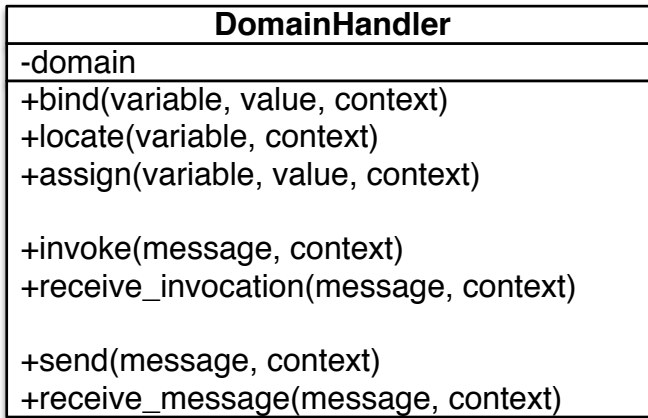 DomainHandler
-domain
+bind(variable, value, context)
+locate(variable, context)
+assign(variable, value, context)
+invoke(message, context)
+receive_invocation(message, context)
+send(message, context)
+receive_message(message, context)